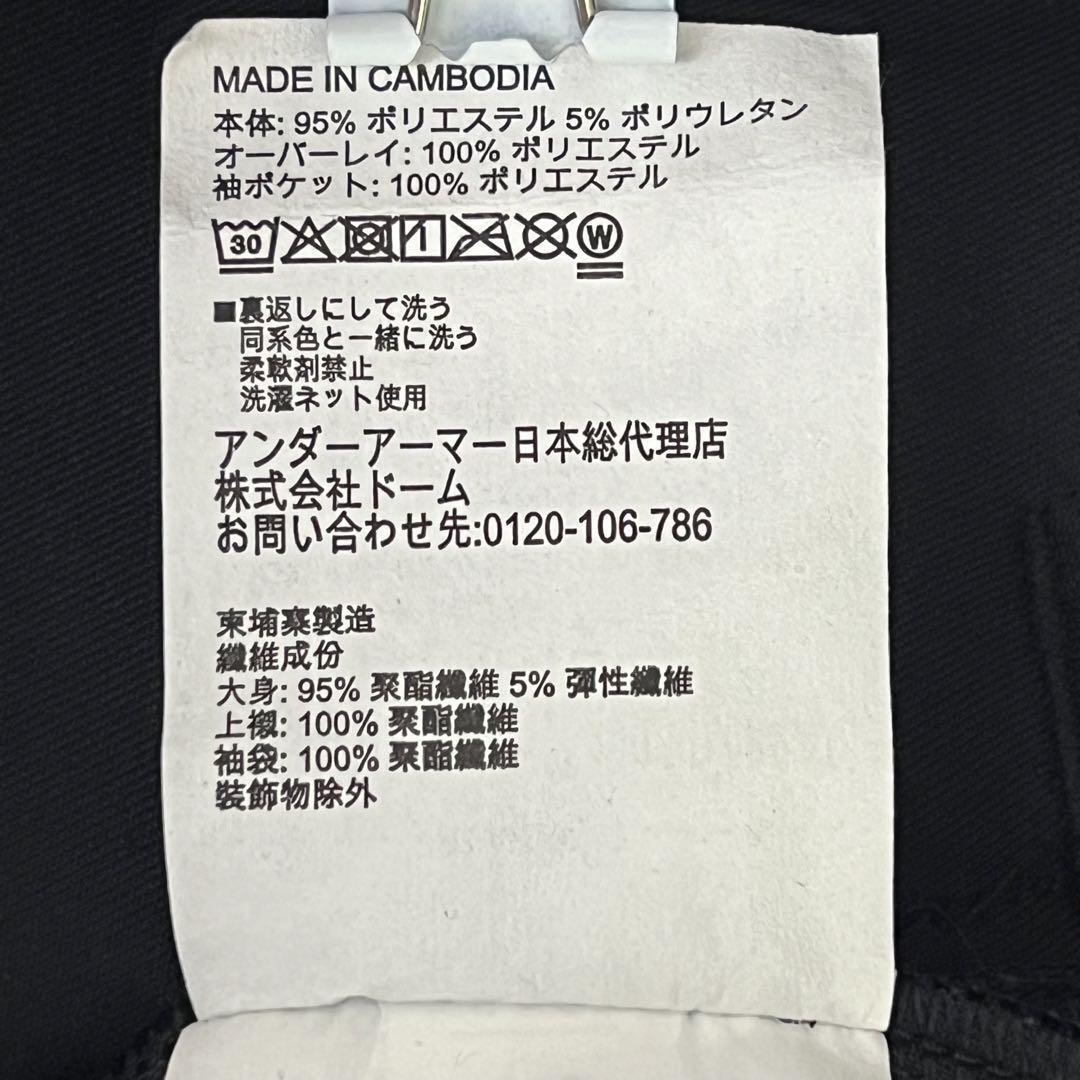 MADE IN CAMBODIA
本体: 95% ポリエステル 5% ポリウレタン
オーバーレイ: 100% ポリエステル
袖ポケット: 100% ポリエステル
30
W
■裏返しにして洗う
同系色と一緒に洗う
柔軟剤禁止
洗濯ネット使用
アンダーアーマー日本総代理店
株式会社ドーム
お問い合わせ先:0120-106-786
柬埔寨製造
纖維成份
大身: 95% 聚酯纖維 5% 彈性纖維
上襯: 100% 聚酯纖維
袖袋: 100% 聚酯纖維
裝飾物除外